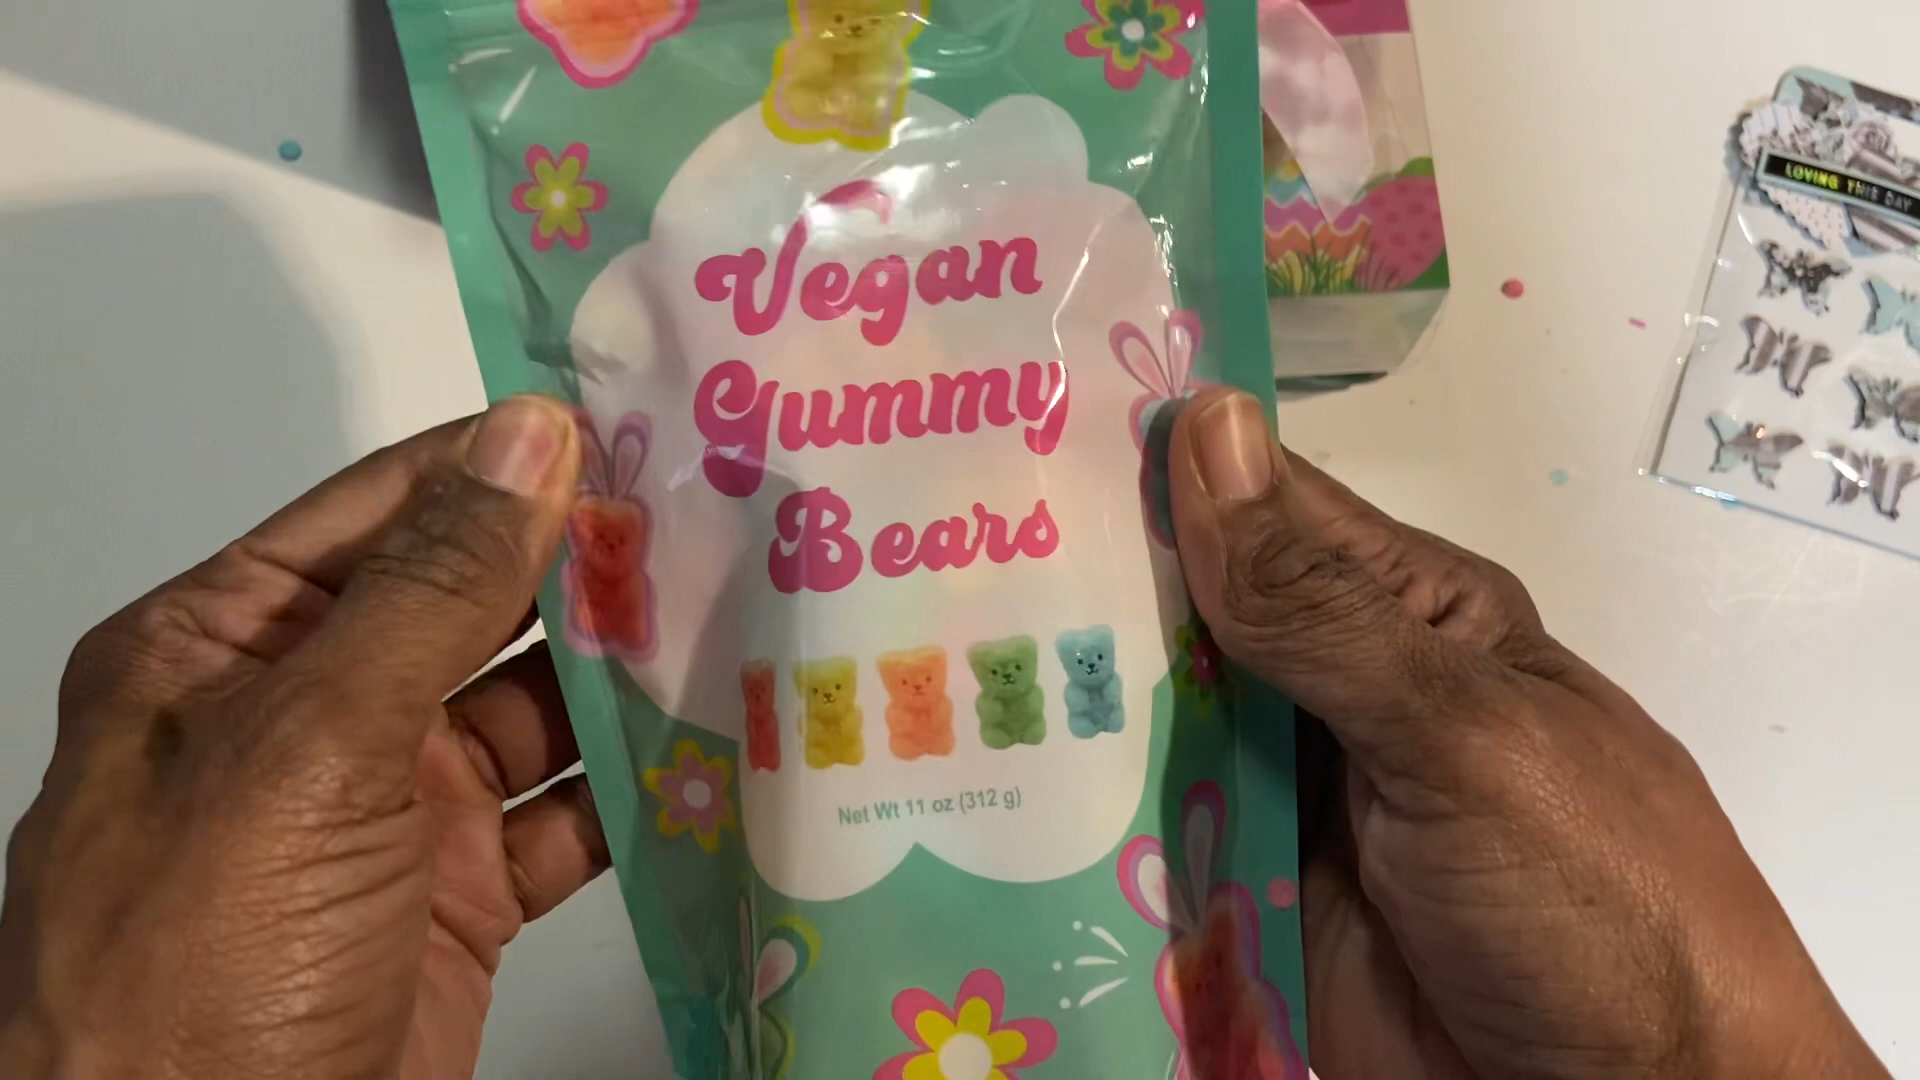 Vegan
Gummy
Bears
Net Wt 11 oz (312 g)
LOVING THIS DAY